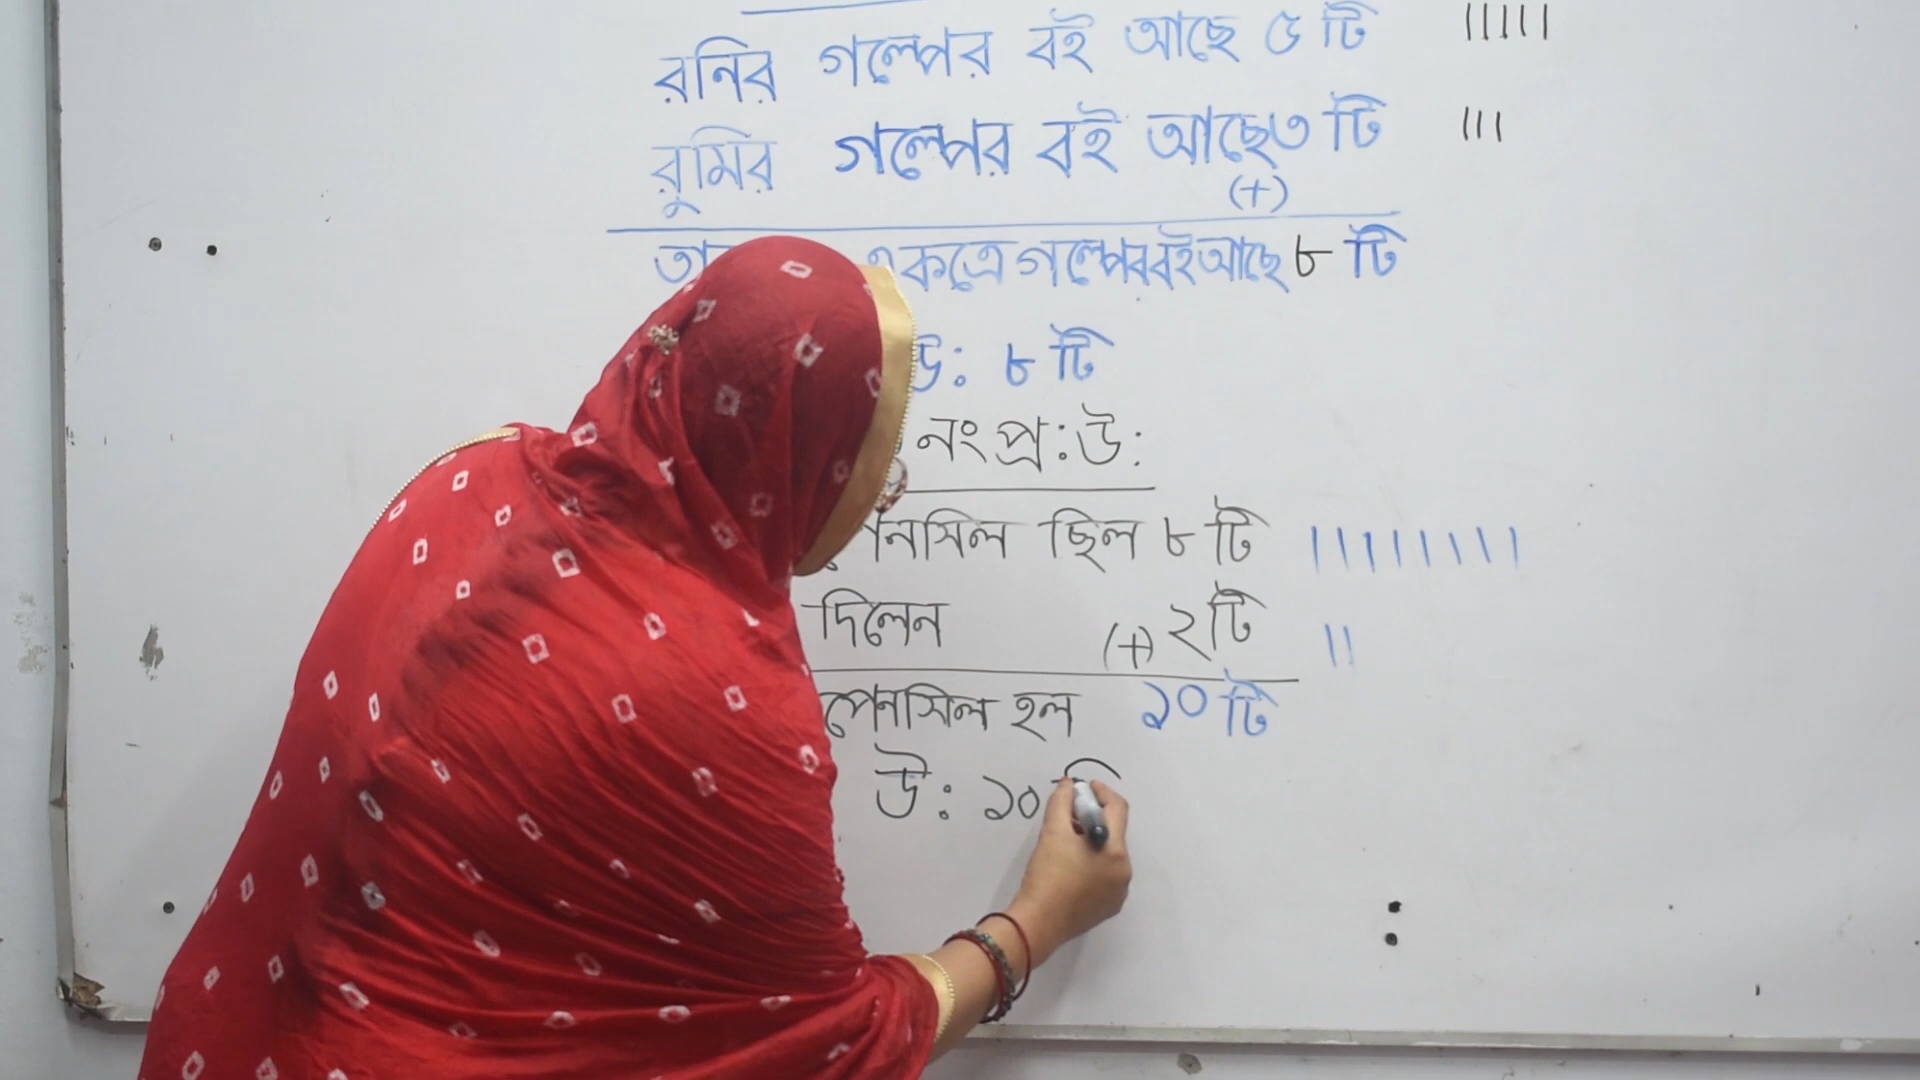 রনির গল্পের বই আছে ৫ টি |||||
রুমির গল্পের বই আছে ৩ টি |||
(+)
একত্রে গল্পের বই আছে ৮ টি
উ: ৮ টি
নং প্র: উ:
ছিল ৮ টি ||||||||
দিলেন (+) ২ টি ||
পেনসিল হল ১০ টি
উ: ১০